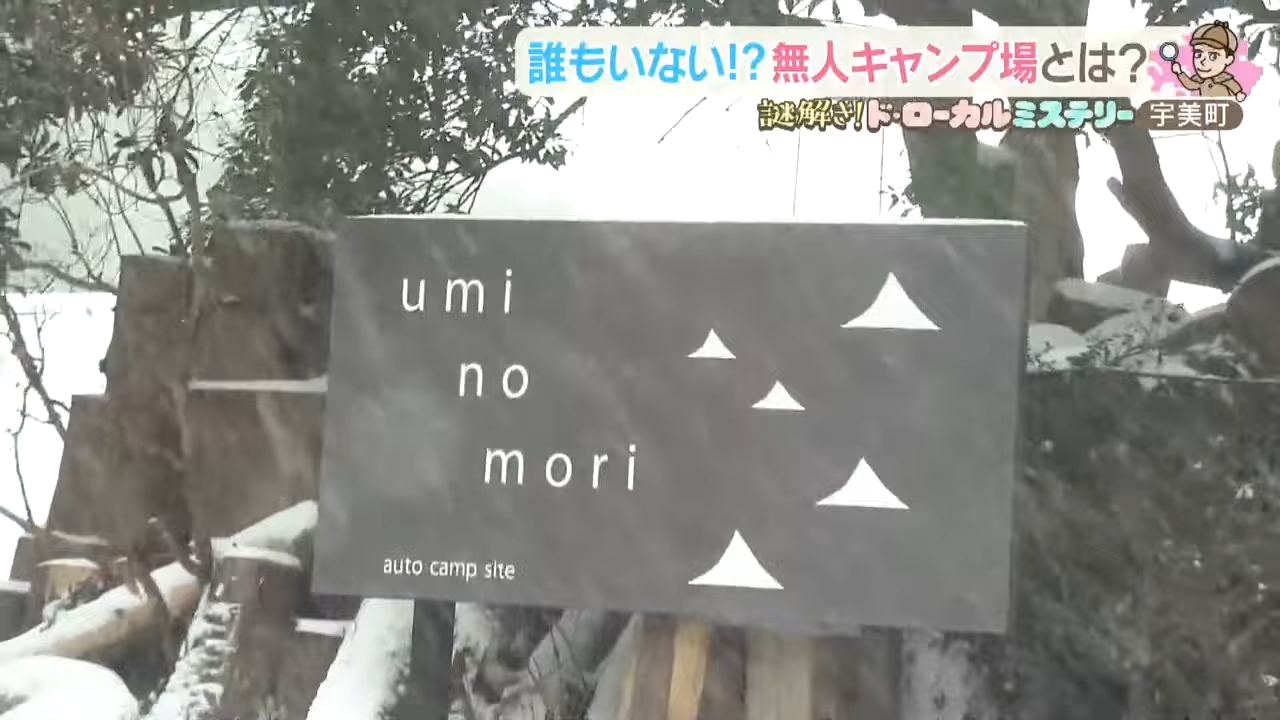 誰もいない!?無人キャンプ場とは?
謎解き!ド・ローカルミステリー 宇美町
umi
no
mori
auto camp site